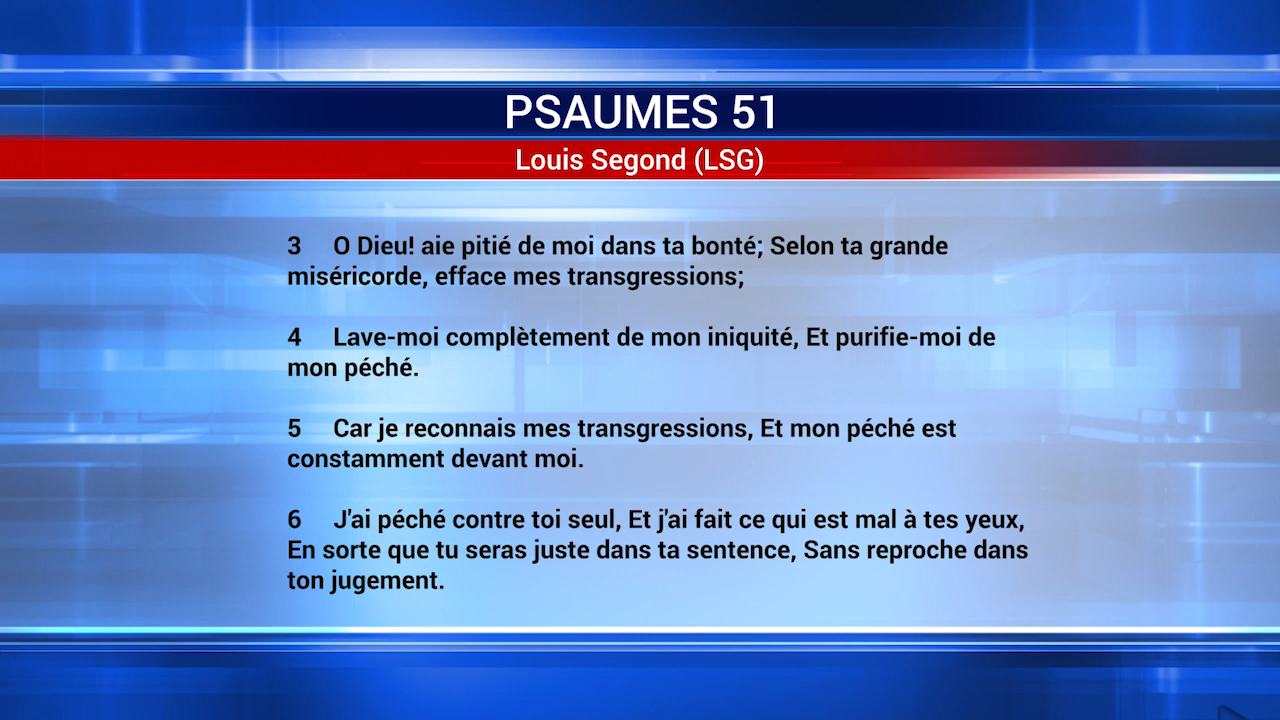 PSAUMES 51
Louis Segond (LSG)
3 O Dieu! aie pitié de moi dans ta bonté; Selon ta grande
miséricorde, efface mes transgressions;
4 Lave-moi complètement de mon iniquité, Et purifie-moi de
mon péché.
5 Car je reconnais mes transgressions, Et mon péché est
constamment devant moi.
6 J'ai péché contre toi seul, Et j'ai fait ce qui est mal à tes yeux,
En sorte que tu seras juste dans ta sentence, Sans reproche dans
ton jugement.